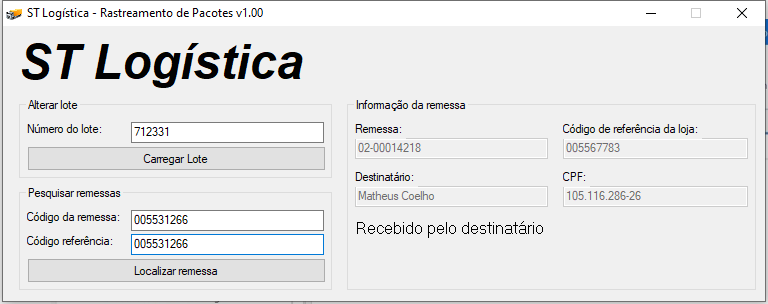 ST Logística - Rastreamento de Pacotes v1.00
ST Logística
Alterar lote
Número do lote: 712331
Carregar Lote
Pesquisar remessas
Código da remessa: 005531266
Código referência: 005531266
Localizar remessa
Informação da remessa
Remessa: Código de referência da loja:
02-00014218 005567783
Destinatário: CPF:
Matheus Coelho 105.116.286-26
Recebido pelo destinatário